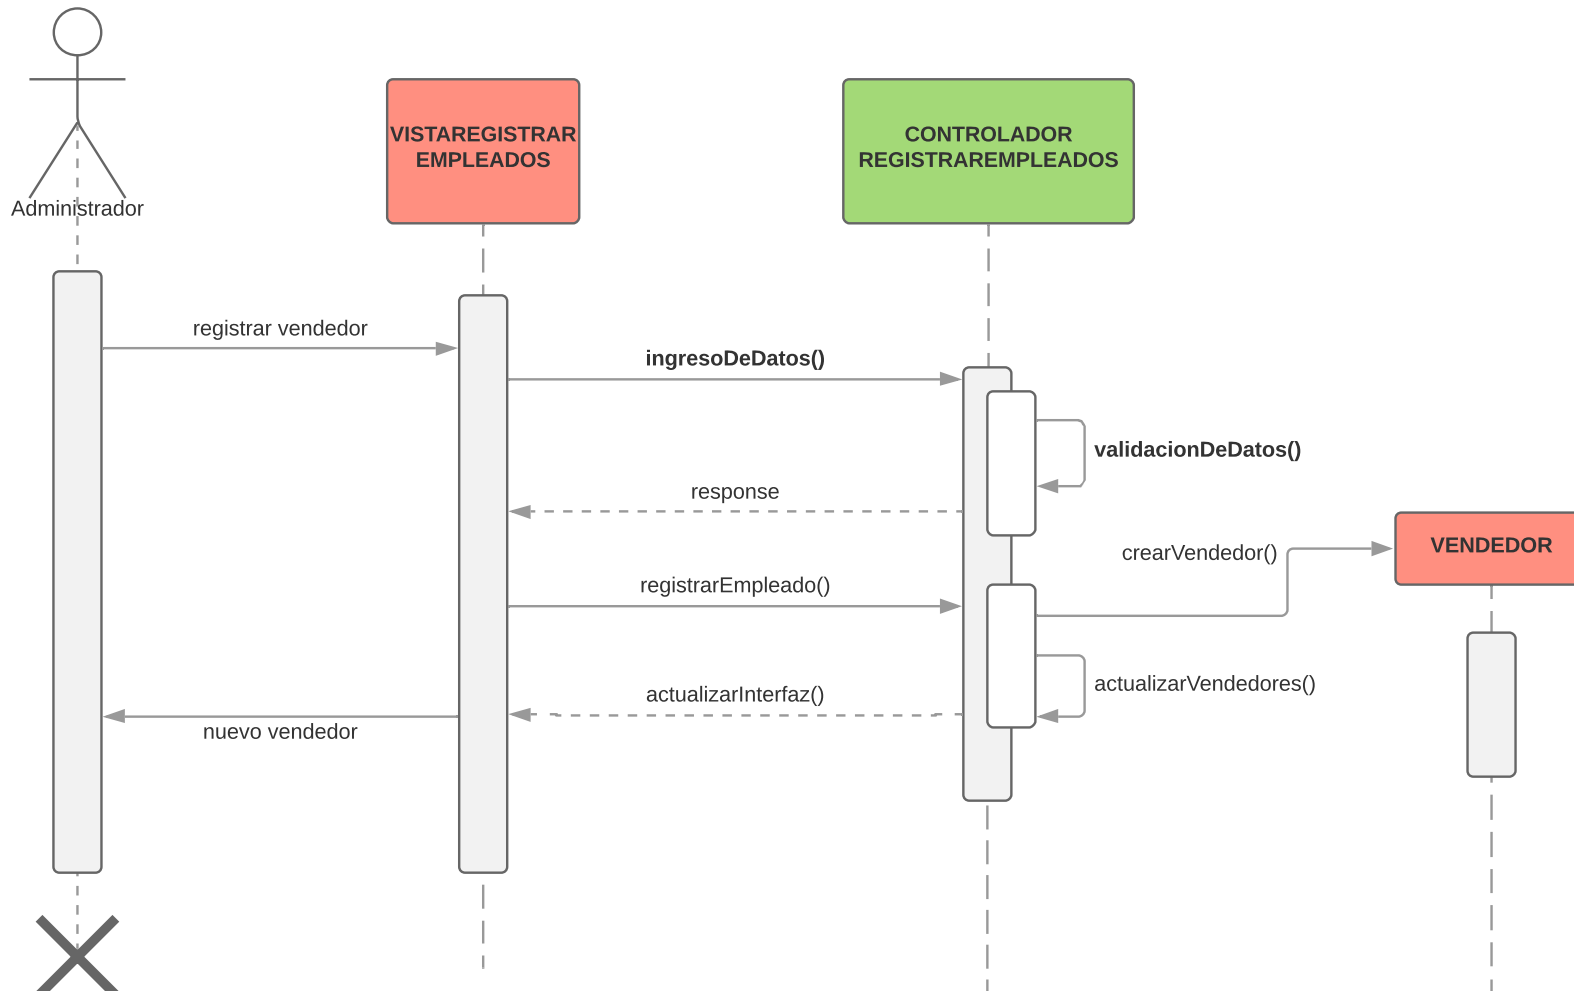 Administrador
VISTAREGISTRAR
EMPLEADOS
CONTROLADOR
REGISTRAREMPLEADOS
registrar vendedor
ingresoDeDatos()
validacionDeDatos()
response
VENDEDOR
crearVendedor()
registrarEmpleado()
actualizarVendedores()
actualizarInterfaz()
nuevo vendedor